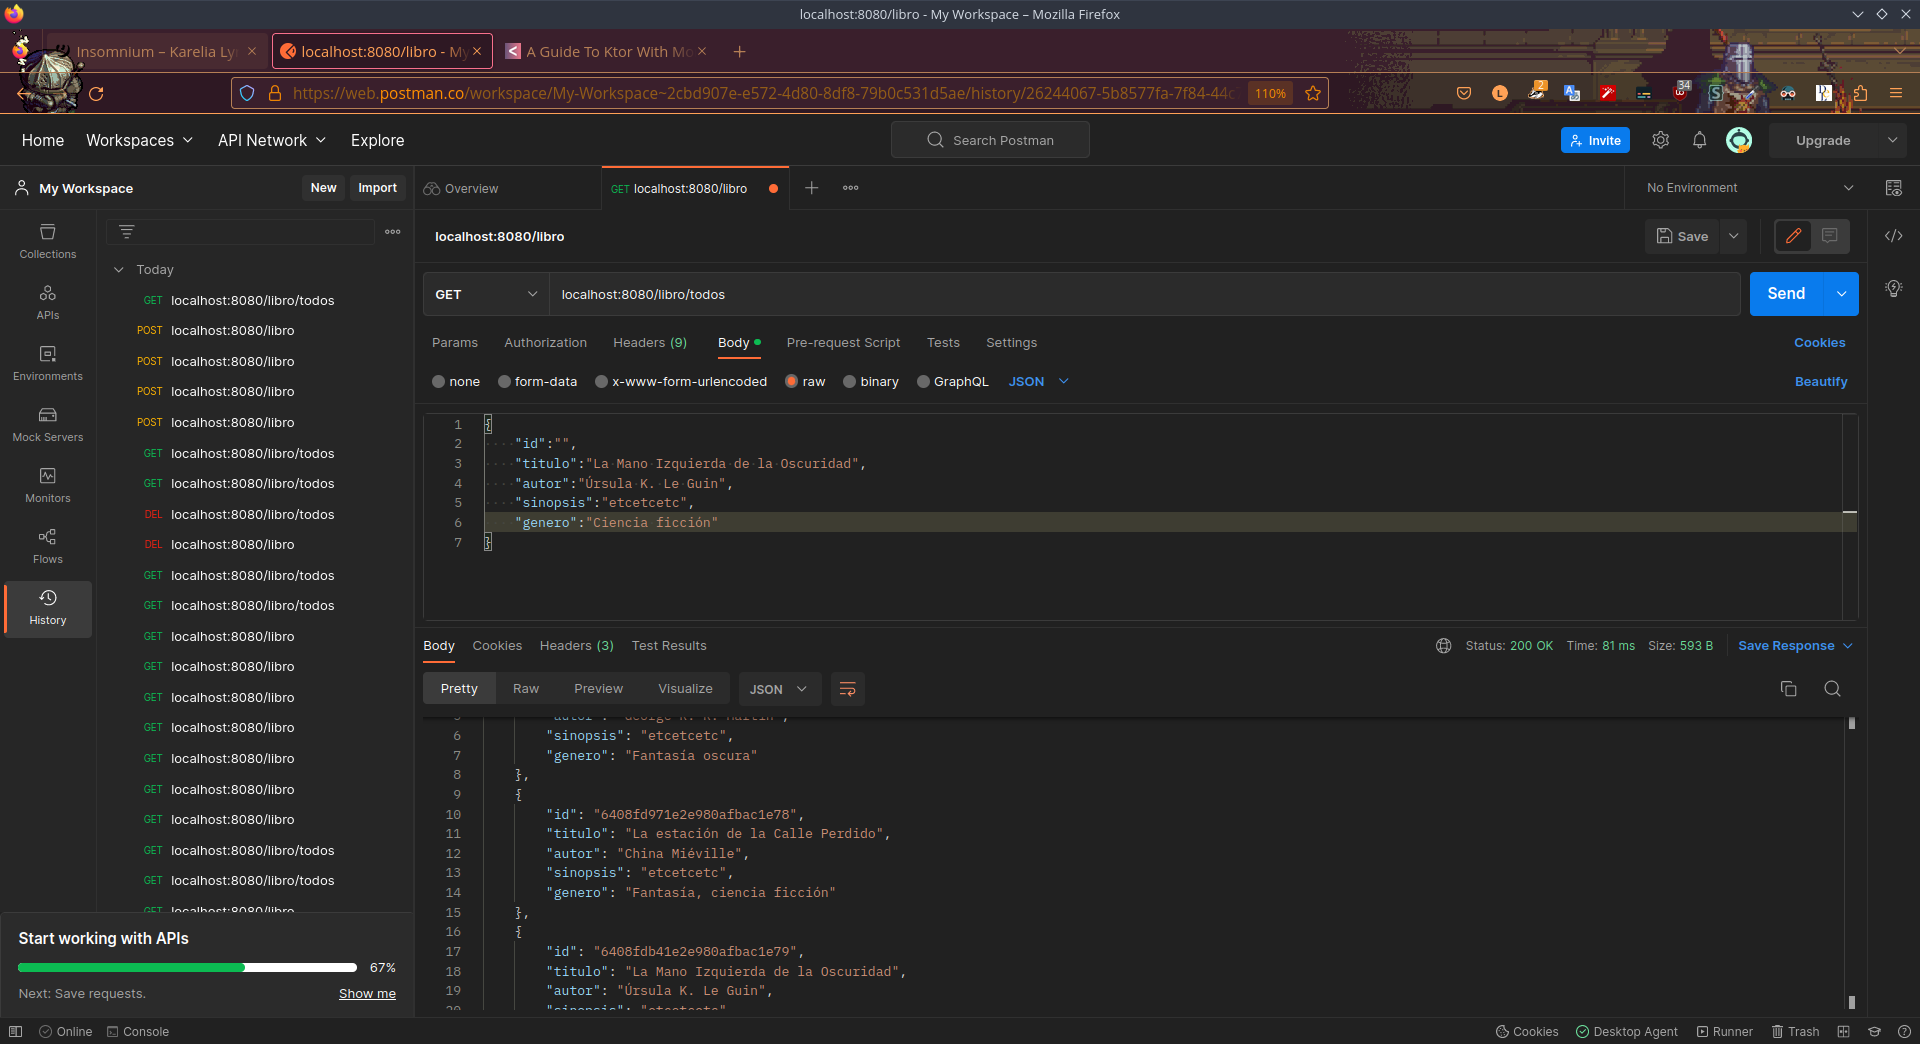 localhost:8080/libro - My Workspace – Mozilla Firefox
Insomnium – Karelia Ly
localhost:8080/libro - My
A Guide To Ktor With Mo
https://web.postman.co/workspace/My-Workspace~2cbd907e-e572-4d80-8df8-79b0c531d5ae/history/26244067-5b8577fa-7f84-44c
110%
L
2
34
Home
Workspaces
API Network
Explore
Search Postman
Invite
Upgrade
My Workspace
New
Import
Overview
GET localhost:8080/libro
No Environment
Collections
APIs
Environments
Mock Servers
Monitors
Flows
History
Today
GET localhost:8080/libro/todos
POST localhost:8080/libro
POST localhost:8080/libro
POST localhost:8080/libro
POST localhost:8080/libro
GET localhost:8080/libro/todos
GET localhost:8080/libro/todos
DEL localhost:8080/libro/todos
DEL localhost:8080/libro
GET localhost:8080/libro/todos
GET localhost:8080/libro/todos
GET localhost:8080/libro
GET localhost:8080/libro
GET localhost:8080/libro
GET localhost:8080/libro
GET localhost:8080/libro
GET localhost:8080/libro
GET localhost:8080/libro
GET localhost:8080/libro/todos
GET localhost:8080/libro/todos
GET localhost:8080/libro
Start working with APIs
67%
Next: Save requests.
Show me
localhost:8080/libro
Save
GET
localhost:8080/libro/todos
Send
Params
Authorization
Headers (9)
Body
Pre-request Script
Tests
Settings
Cookies
none
form-data
x-www-form-urlencoded
raw
binary
GraphQL
JSON
Beautify
1 {
2 "id":"",
3 "titulo":"La Mano Izquierda de la Oscuridad",
4 "autor":"Úrsula K. Le Guin",
5 "sinopsis":"etcetcetc",
6 "genero":"Ciencia ficción"
7 }
Body
Cookies
Headers (3)
Test Results
Status: 200 OK
Time: 81 ms
Size: 593 B
Save Response
Pretty
Raw
Preview
Visualize
JSON
5 "autor": "George R. R. Martin",
6 "sinopsis": "etcetcetc",
7 "genero": "Fantasía oscura"
8 },
9 {
10 "id": "6408fd971e2e980afbac1e78",
11 "titulo": "La estación de la Calle Perdido",
12 "autor": "China Miéville",
13 "sinopsis": "etcetcetc",
14 "genero": "Fantasía, ciencia ficción"
15 },
16 {
17 "id": "6408fdb41e2e980afbac1e79",
18 "titulo": "La Mano Izquierda de la Oscuridad",
19 "autor": "Úrsula K. Le Guin",
20 "sinopsis": "etcetcetc",
Online
Console
Cookies
Desktop Agent
Runner
Trash